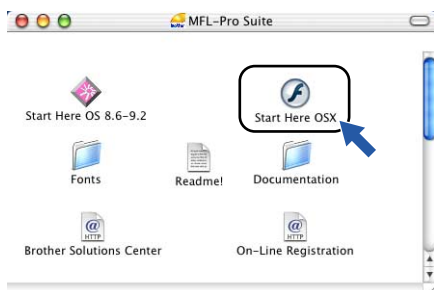 MFL-Pro Suite
Start Here OS 8.6-9.2
Start Here OSX
Fonts
Readme!
Documentation
@
HTTP
@
HTTP
Brother Solutions Center
On-Line Registration